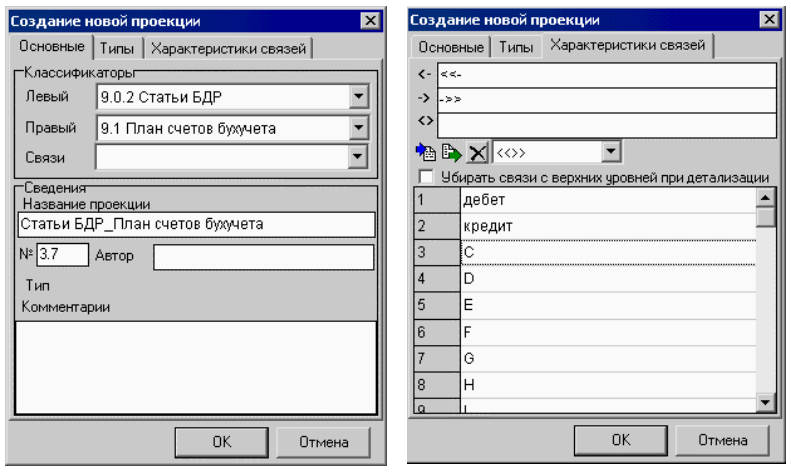 Создание новой проекции
Основные Типы Характеристики связей
Классификаторы
Левый 9.0.2 Статьи БДР
Правый 9.1 План счетов бухучета
Связи
Сведения
Название проекции
Статьи БДР_План счетов бухучета
№ 3.7 Автор
Тип
Комментарии
OK Отмена
Создание новой проекции
Основные Типы Характеристики связей
<- <<-
-> ->>
<>
<<>>
Убирать связи с верхних уровней при детализации
1 дебет
2 кредит
3 C
4 D
5 E
6 F
7 G
8 H
9 I
OK Отмена